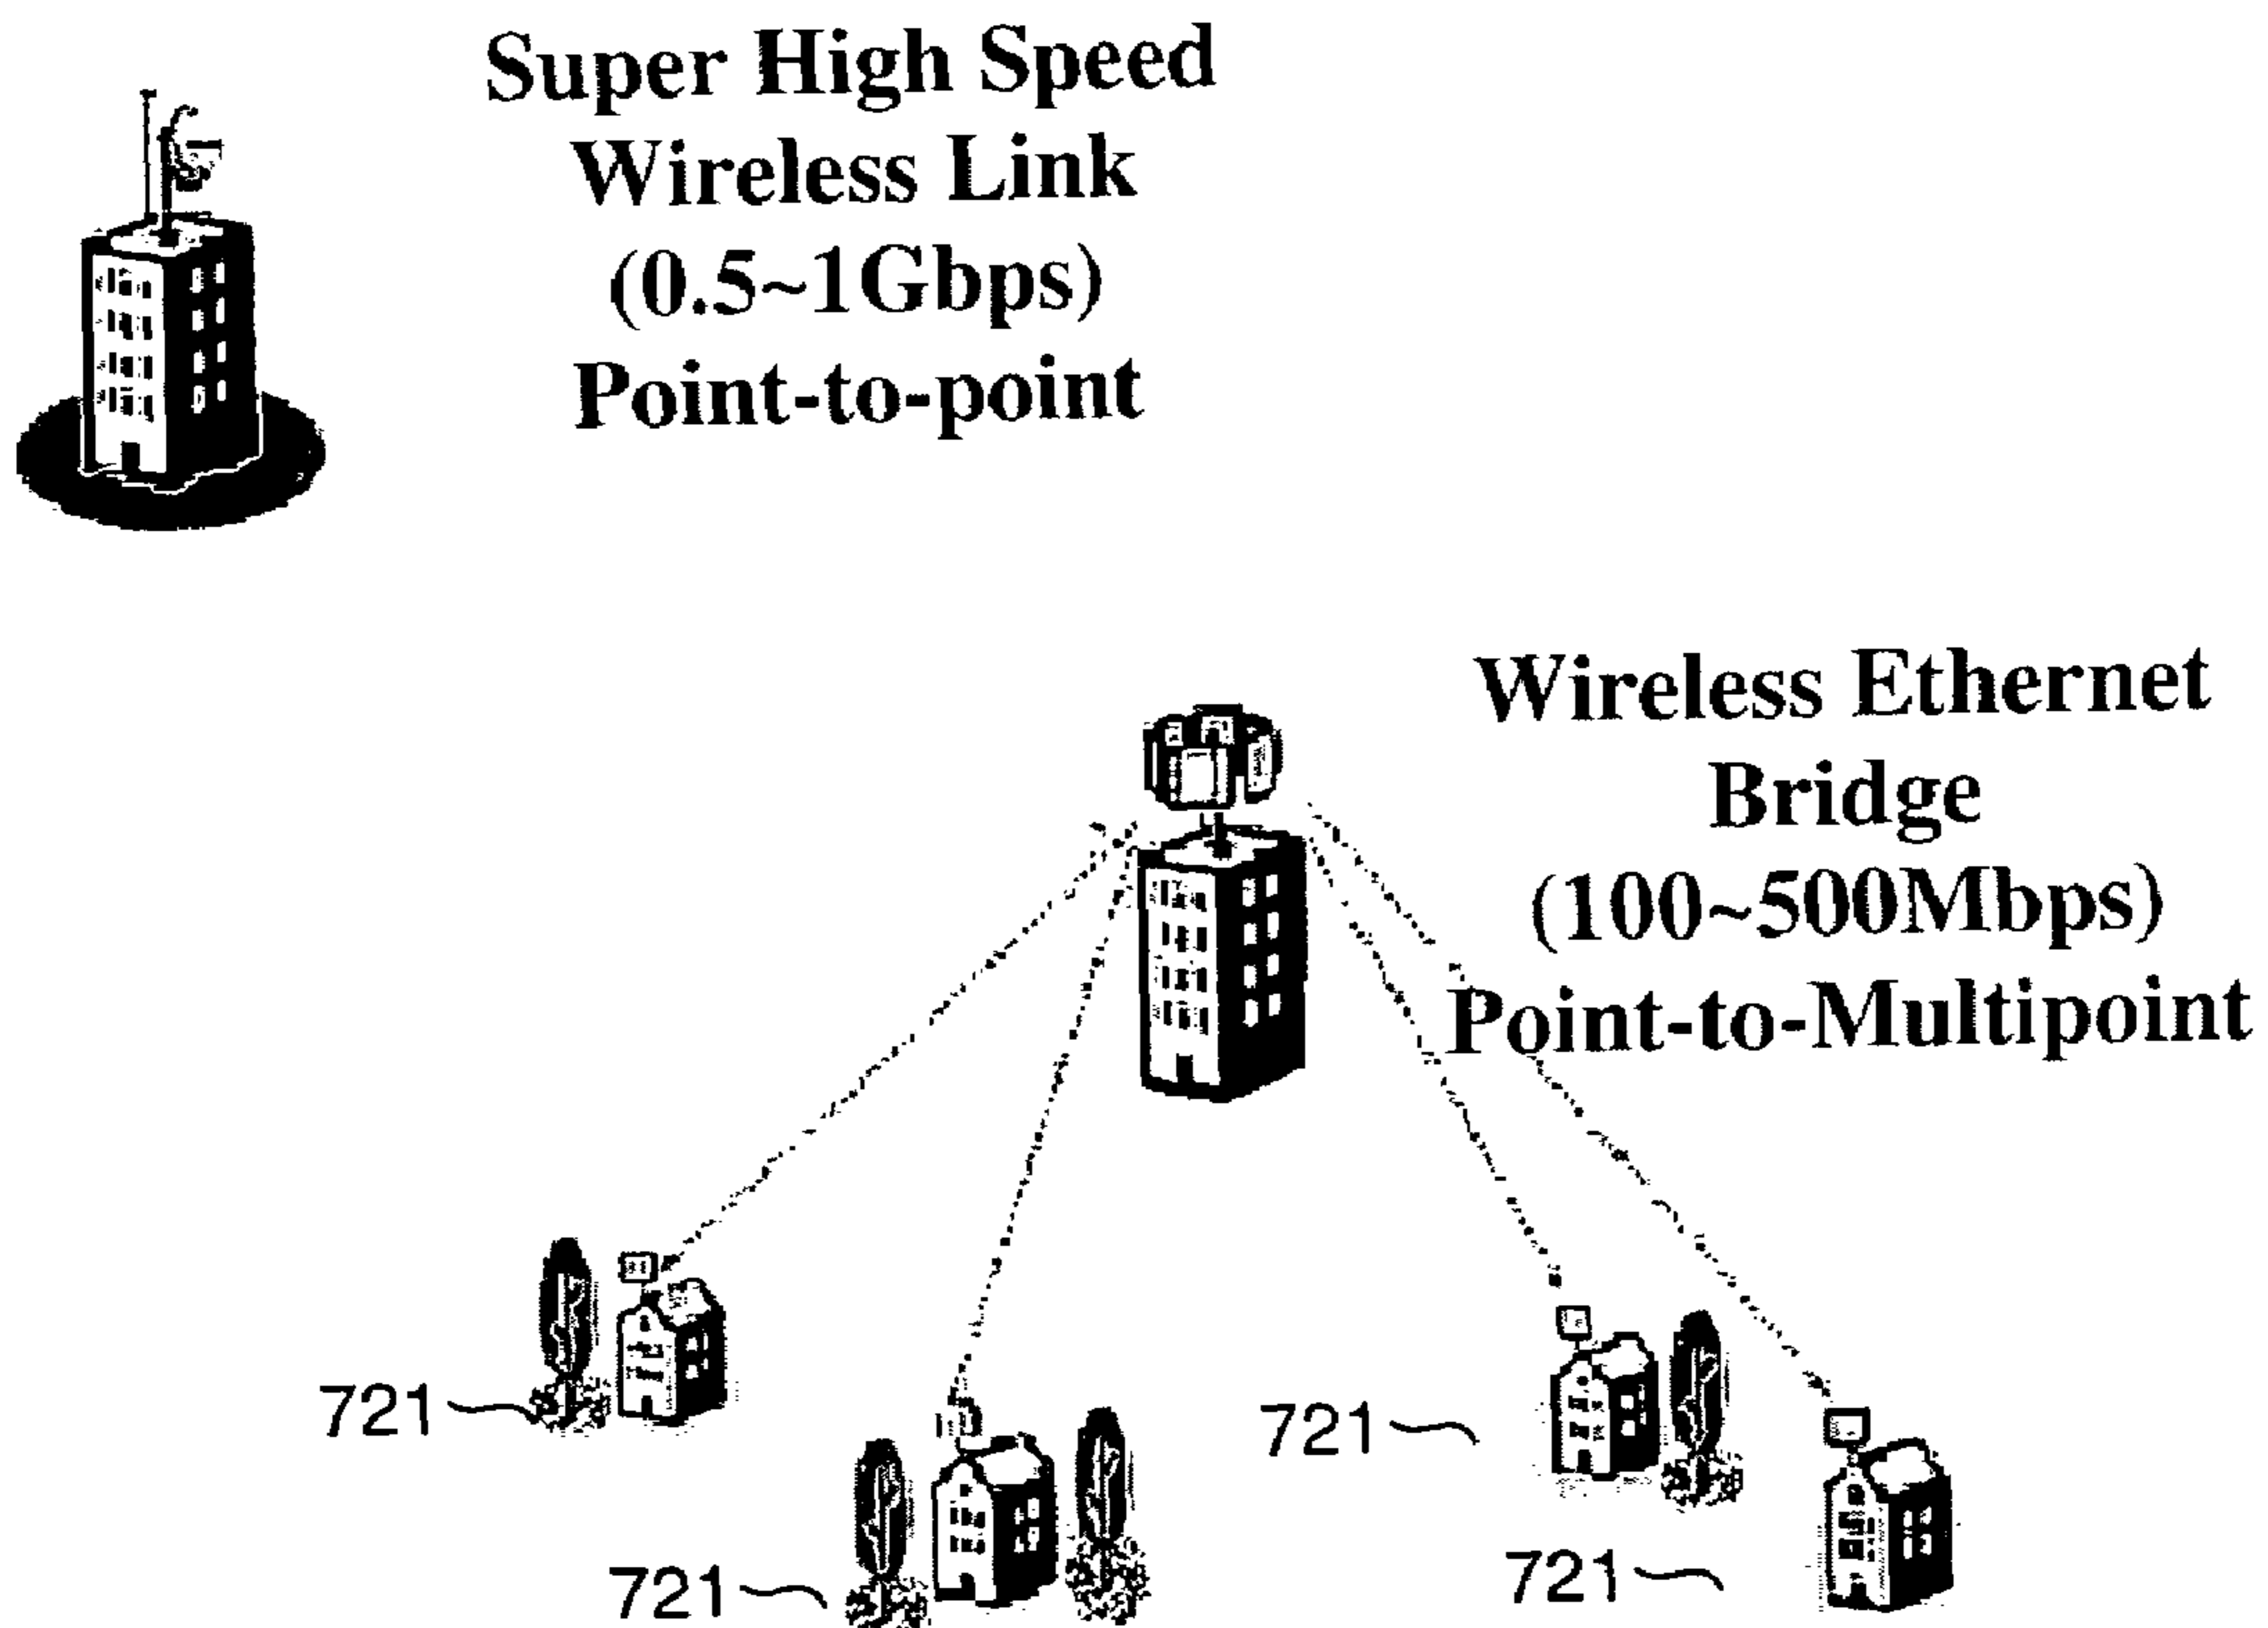 Super High Speed
Wireless Link
(0.5~1Gbps)
Point-to-point
Wireless Ethernet
Bridge
(100~500Mbps)
Point-to-Multipoint
721
721
721
721